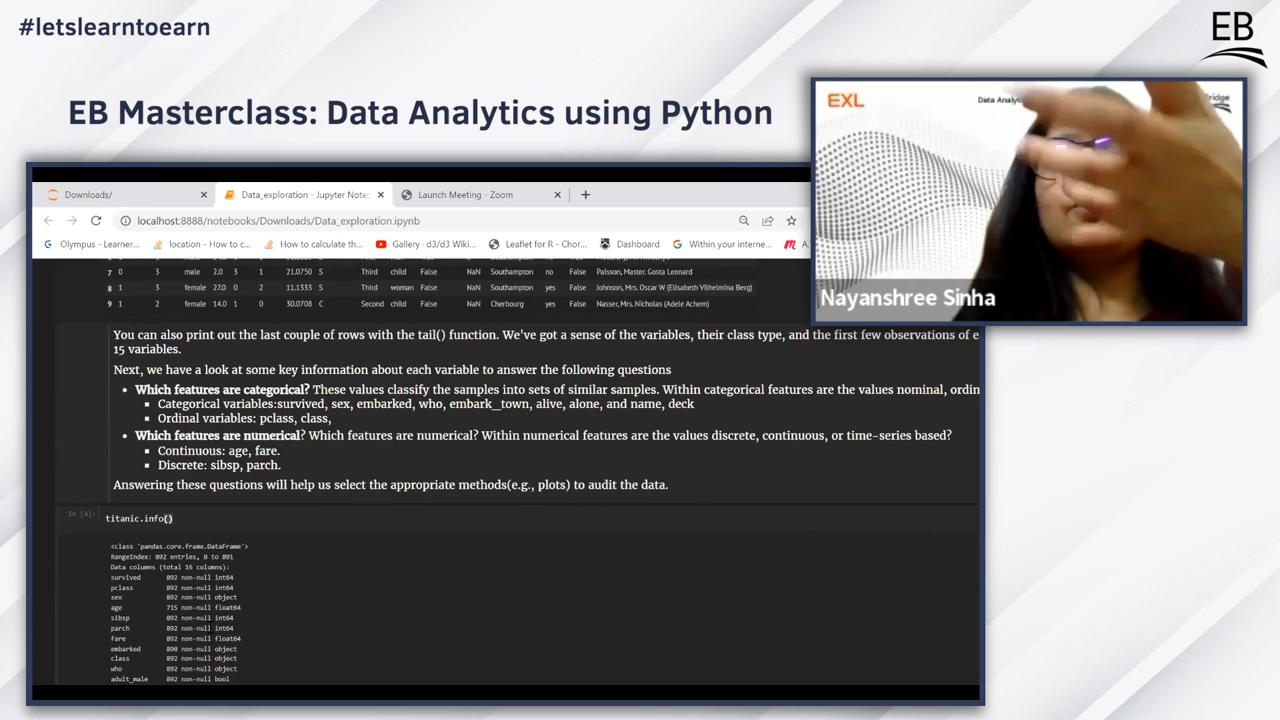 #letslearntoearn
EB
EB Masterclass: Data Analytics using Python
EXL
Nayanshree Sinha
Downloads/
Data_exploration - Jupyter Note
Launch Meeting - Zoom
localhost:8888/notebooks/Downloads/Data_exploration.ipynb
Olympus - Learner...
location - How to c...
How to calculate th...
Gallery · d3/d3 Wiki...
Leaflet for R - Chor...
Dashboard
Within your interne...
7 0 3 male 2.0 3 1 21.0750 S Third child False NaN Southampton no False Palsson, Master. Gosta Leonard
8 1 3 female 27.0 0 2 11.1333 S Third woman False NaN Southampton yes False Johnson, Mrs. Oscar W (Elisabeth Vilhelmina Berg)
9 1 2 female 14.0 1 0 30.0708 C Second child False NaN Cherbourg yes False Nasser, Mrs. Nicholas (Adele Achem)
You can also print out the last couple of rows with the tail() function. We've got a sense of the variables, their class type, and the first few observations of e
15 variables.
Next, we have a look at some key information about each variable to answer the following questions
• Which features are categorical? These values classify the samples into sets of similar samples. Within categorical features are the values nominal, ordin
▪ Categorical variables:survived, sex, embarked, who, embark_town, alive, alone, and name, deck
▪ Ordinal variables: pclass, class,
• Which features are numerical? Which features are numerical? Within numerical features are the values discrete, continuous, or time-series based?
▪ Continuous: age, fare.
▪ Discrete: sibsp, parch.
Answering these questions will help us select the appropriate methods(e.g., plots) to audit the data.
In [4]: titanic.info()
<class 'pandas.core.frame.DataFrame'>
RangeIndex: 892 entries, 0 to 891
Data columns (total 16 columns):
survived 892 non-null int64
pclass 892 non-null int64
sex 892 non-null object
age 715 non-null float64
sibsp 892 non-null int64
parch 892 non-null int64
fare 892 non-null float64
embarked 890 non-null object
class 892 non-null object
who 892 non-null object
adult_male 892 non-null bool